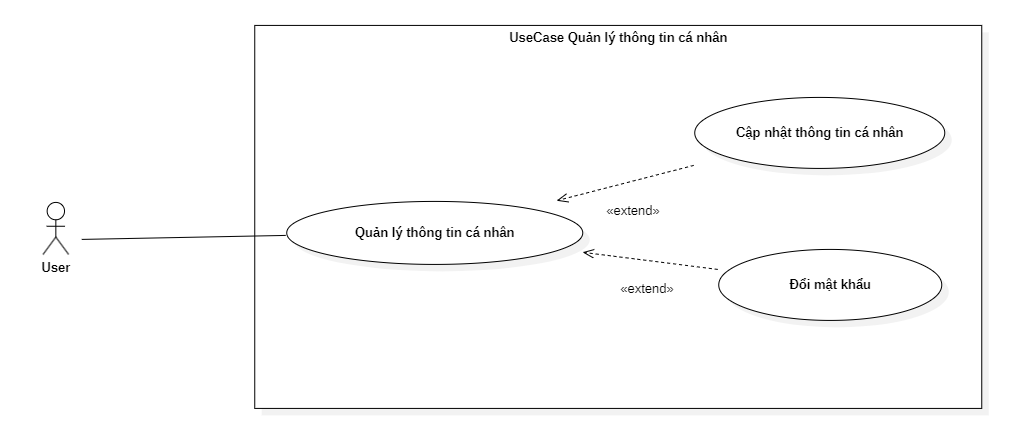 UseCase Quản lý thông tin cá nhân
Cập nhật thông tin cá nhân
«extend»
Quản lý thông tin cá nhân
User
Đổi mật khẩu
«extend»